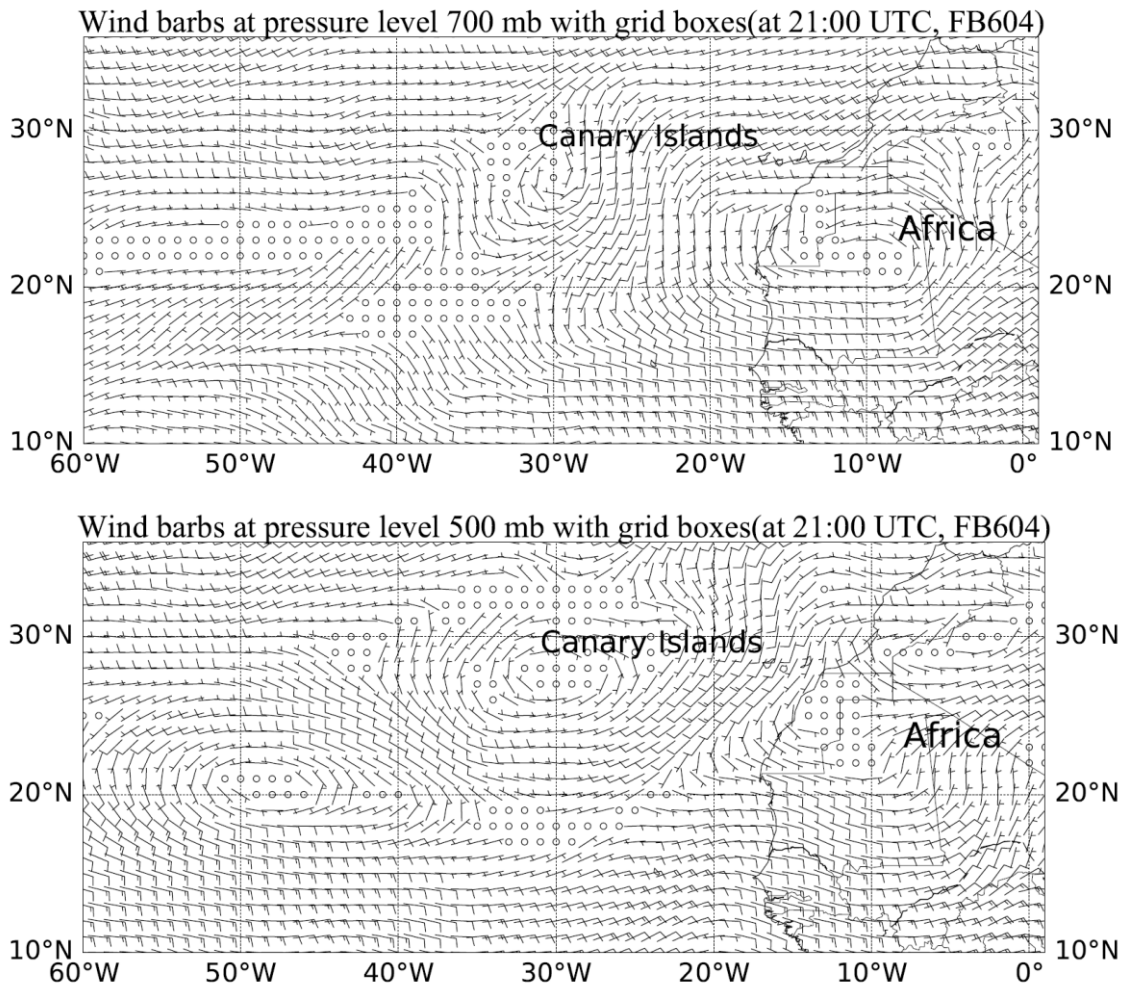 Wind barbs at pressure level 700 mb with grid boxes(at 21:00 UTC, FB604)
30°N Canary Islands 30°N
Africa
20°N 20°N
10°N 10°N
60°W 50°W 40°W 30°W 20°W 10°W 0°
Wind barbs at pressure level 500 mb with grid boxes(at 21:00 UTC, FB604)
30°N Canary Islands 30°N
Africa
20°N 20°N
10°N 10°N
60°W 50°W 40°W 30°W 20°W 10°W 0°